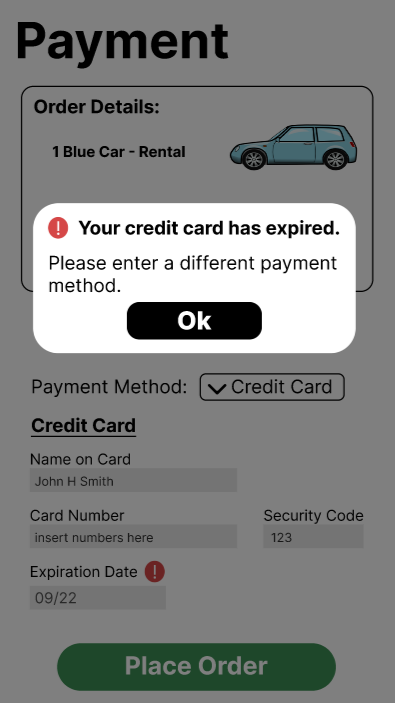 Payment
Order Details:
1 Blue Car - Rental
! Your credit card has expired.
Please enter a different payment
method.
Ok
Payment Method: Credit Card
Credit Card
Name on Card
John H Smith
Card Number Security Code
insert numbers here 123
Expiration Date !
09/22
Place Order